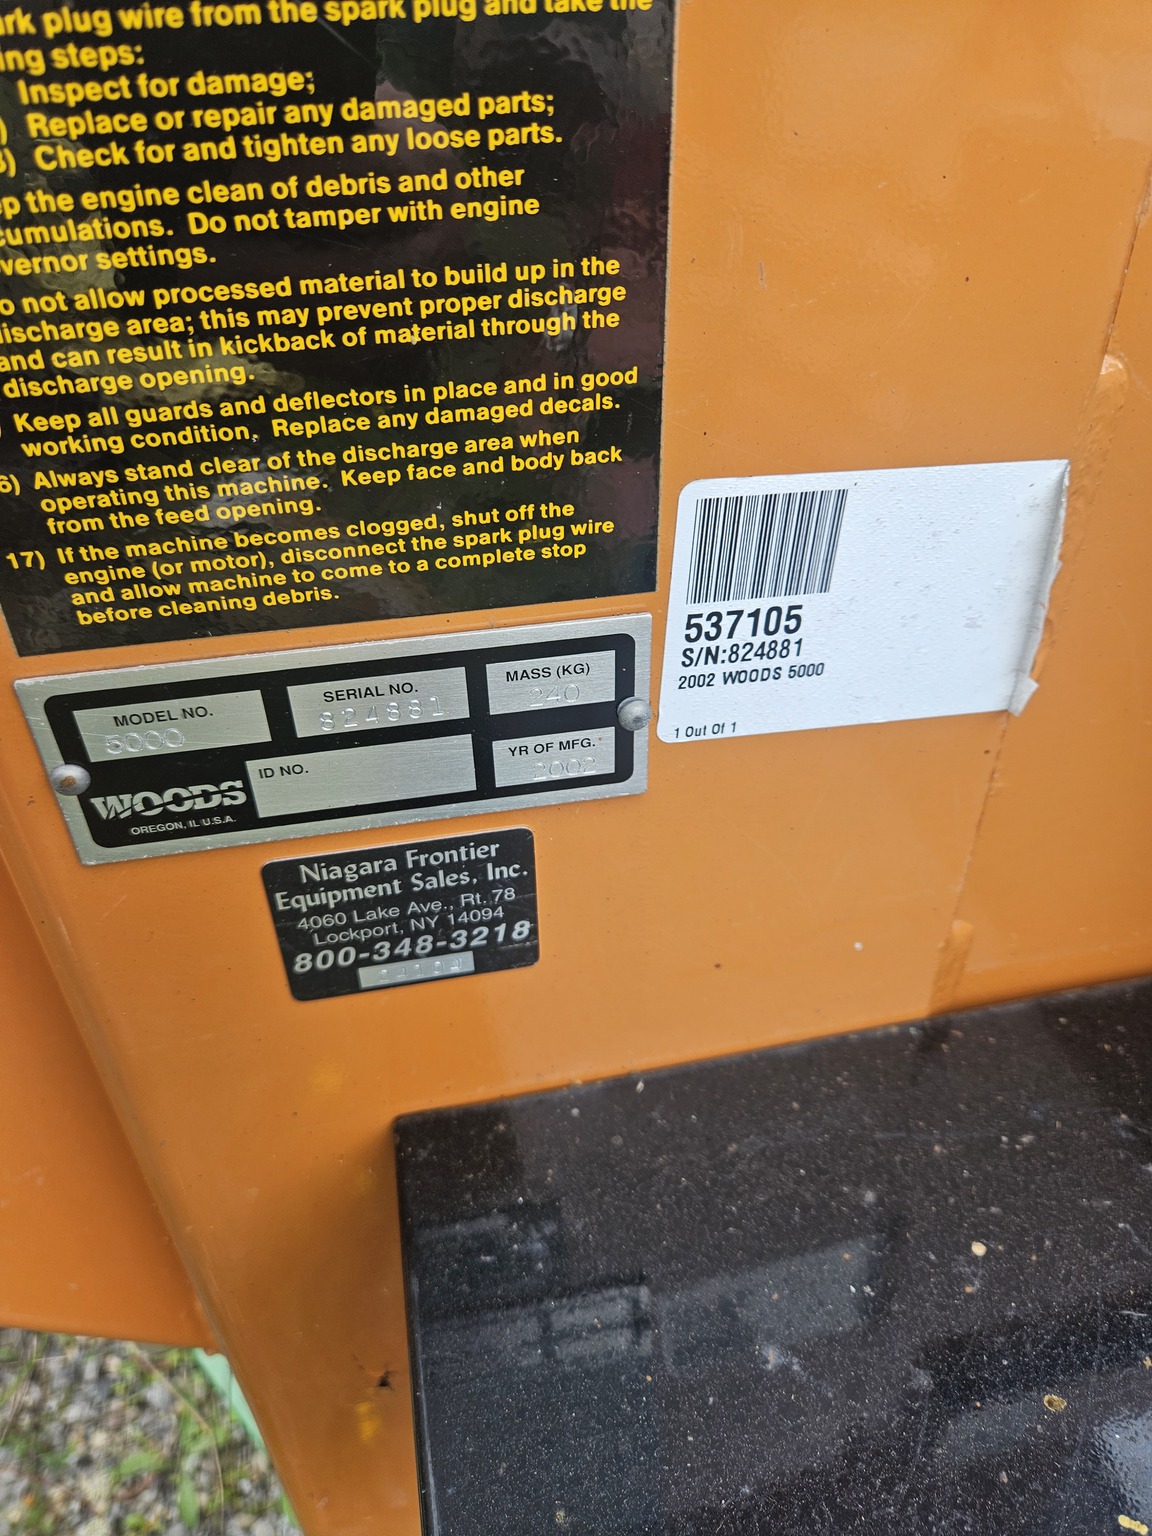 rk plug wire from the spark plug and take the
ing steps:
Inspect for damage;
) Replace or repair any damaged parts;
3) Check for and tighten any loose parts.
p the engine clean of debris and other
cumulations. Do not tamper with engine
vernor settings.
o not allow processed material to build up in the
discharge area; this may prevent proper discharge
and can result in kickback of material through the
discharge opening.
) Keep all guards and deflectors in place and in good
working condition. Replace any damaged decals.
6) Always stand clear of the discharge area when
operating this machine. Keep face and body back
from the feed opening.
17) If the machine becomes clogged, shut off the
engine (or motor), disconnect the spark plug wire
and allow machine to come to a complete stop
before cleaning debris.
MODEL NO.
5000
SERIAL NO.
824881
MASS (KG)
240
WOODS
OREGON, IL U.S.A.
ID NO.
YR OF MFG.
2002
537105
S/N:824881
2002 WOODS 5000
1 Out Of 1
Niagara Frontier
Equipment Sales, Inc.
4060 Lake Ave., Rt. 78
Lockport, NY 14094
800-348-3218